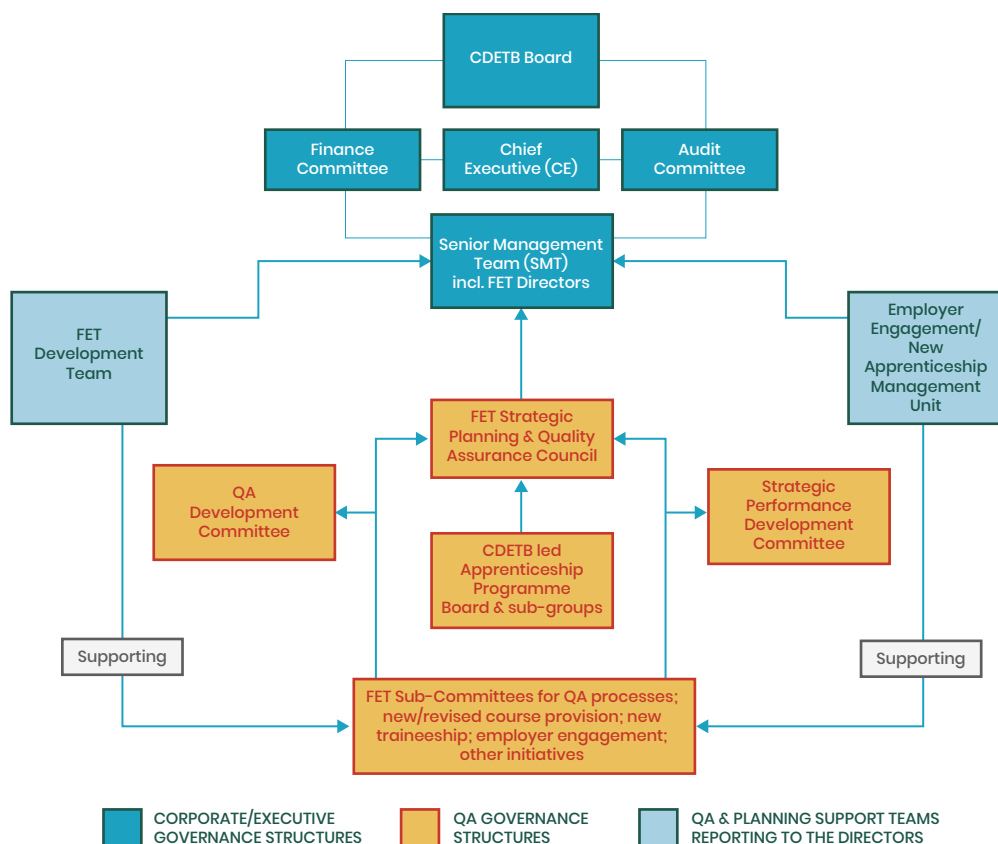 CDETB Board
Finance
Committee
Chief
Executive (CE)
Audit
Committee
Senior Management
Team (SMT)
incl. FET Directors
FET
Development
Team
Employer
Engagement/
New
Apprenticeship
Management
Unit
FET Strategic
Planning & Quality
Assurance Council
QA
Development
Committee
Strategic
Performance
Development
Committee
CDETB led
Apprenticeship
Programme
Board & sub-groups
Supporting
Supporting
FET Sub-Committees for QA processes;
new/revised course provision; new
traineeship; employer engagement;
other initiatives
CORPORATE/EXECUTIVE
GOVERNANCE STRUCTURES
QA GOVERNANCE
STRUCTURES
QA & PLANNING SUPPORT TEAMS
REPORTING TO THE DIRECTORS